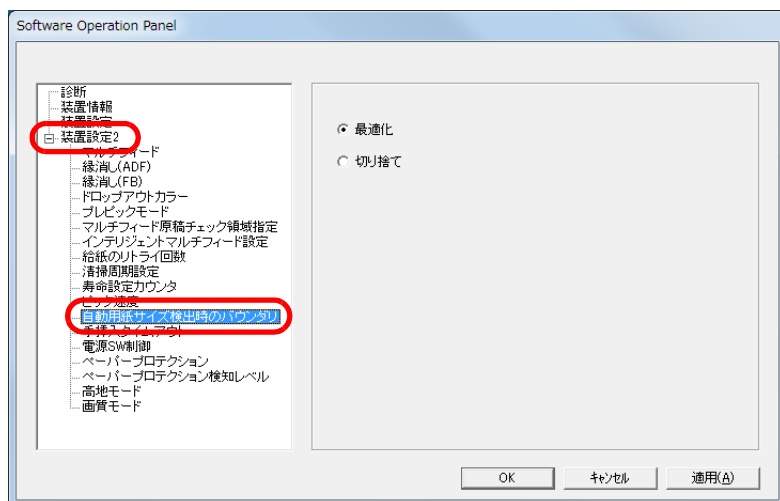 Software Operation Panel
診断
装置情報
装置設定
装置設定2
マルチフィード
縁消し(ADF)
縁消し(FB)
ドロップアウトカラー
プレピックモード
マルチフィード原稿チェック領域指定
インテリジェントマルチフィード設定
給紙のリトライ回数
清掃周期設定
寿命設定カウンタ
ピック速度
自動用紙サイズ検出時のバウンダリ
手挿入タイムアウト
電源SW制御
ペーパープロテクション
ペーパープロテクション検知レベル
高地モード
画質モード
最適化
切り捨て
OK キャンセル 適用(A)